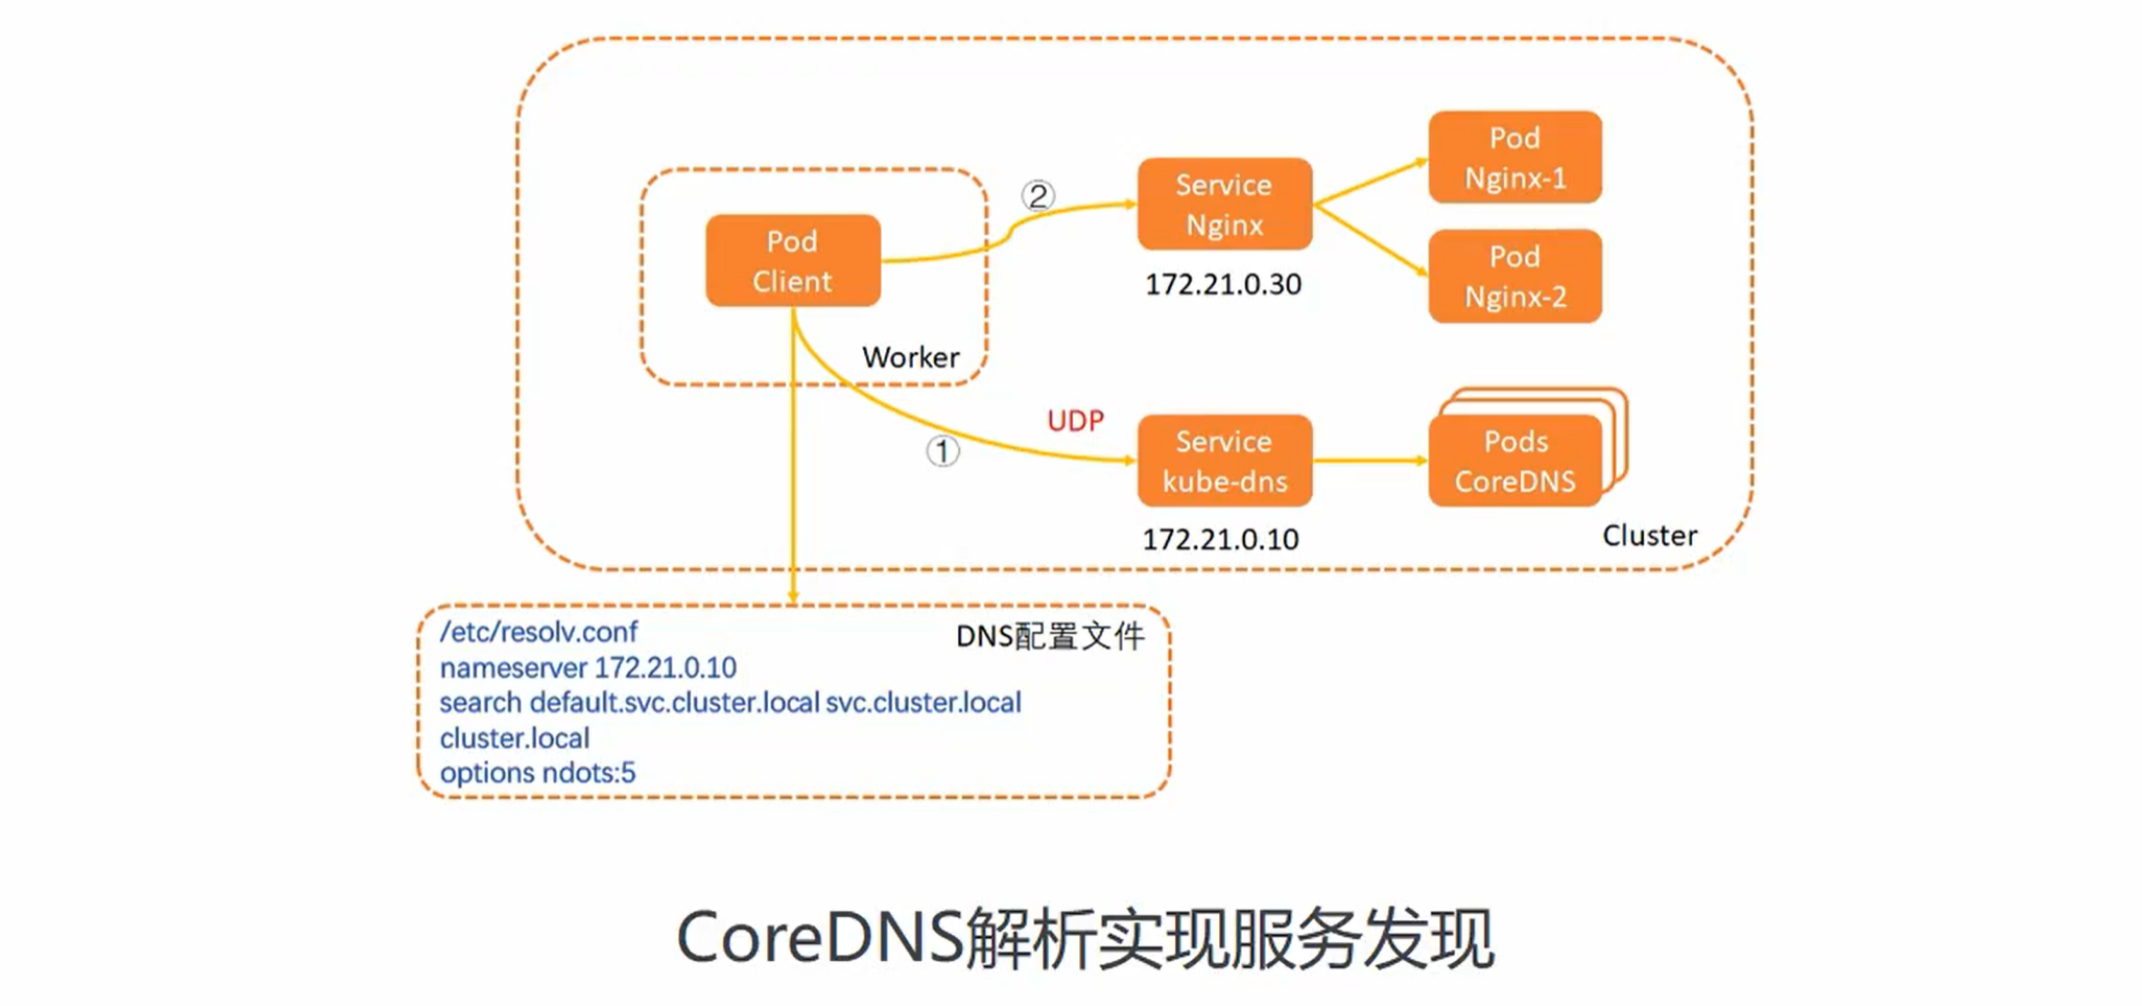 Pod
Client
Worker
②
Service
Nginx
172.21.0.30
Pod
Nginx-1
Pod
Nginx-2
①
UDP
Service
kube-dns
172.21.0.10
Pods
CoreDNS
Cluster
DNS配置文件
/etc/resolv.conf
nameserver 172.21.0.10
search default.svc.cluster.local svc.cluster.local
cluster.local
options ndots:5
CoreDNS解析实现服务发现